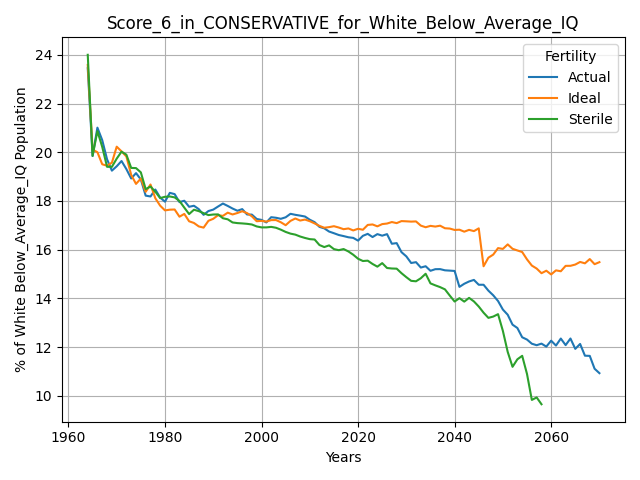 Score_6_in_CONSERVATIVE_for_White_Below_Average_IQ
Fertility
Actual
Ideal
Sterile
% of White Below_Average_IQ Population
24
22
20
18
16
14
12
10
1960
1980
2000
2020
2040
2060
Years